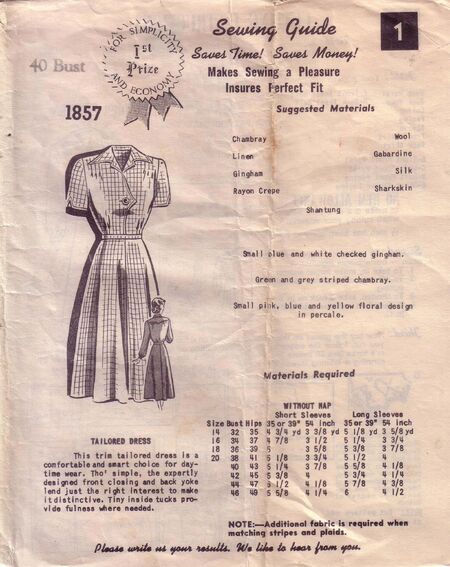 Sewing Guide
1
Saves Time! Saves Money!
Makes Sewing a Pleasure
Insures Perfect Fit
FOR SIMPLICITY
1st
Prize
AND ECONOMY
40 Bust
1857
Suggested Materials
Chambray Wool
Linen Gabardine
Gingham Silk
Rayon Crepe Sharkskin
Shantung
Small blue and white checked gingham.
Green and grey striped chambray.
Small pink, blue and yellow floral design
in percale.
Materials Required
WITHOUT NAP
Short Sleeves Long Sleeves
Size Bust Hips 35 or 39" 54 inch 35 or 39" 54 inch
14 32 35 4 3/4 yd 3 3/8 yd 5 1/8 yd 3 5/8 yd
16 34 37 4 7/8 3 1/2 5 1/4 3 3/4
18 36 39 5 3 5/8 5 3/8 3 7/8
20 38 41 5 1/8 3 3/4 5 1/2 4
40 43 5 1/4 3 7/8 5 5/8 4 1/8
42 45 5 3/8 4 5 3/4 4 1/4
44 47 5 1/2 4 1/8 5 7/8 4 3/8
46 49 5 5/8 4 1/4 6 4 1/2
TAILORED DRESS
This trim tailored dress is a
comfortable and smart choice for day-
time wear. Tho' simple, the expertly
designed front closing and back yoke
lend just the right interest to make
it distinctive. Tiny inside tucks pro-
vide fulness where needed.
NOTE:—Additional fabric is required when
matching stripes and plaids.
Please write us your results. We like to hear from you.